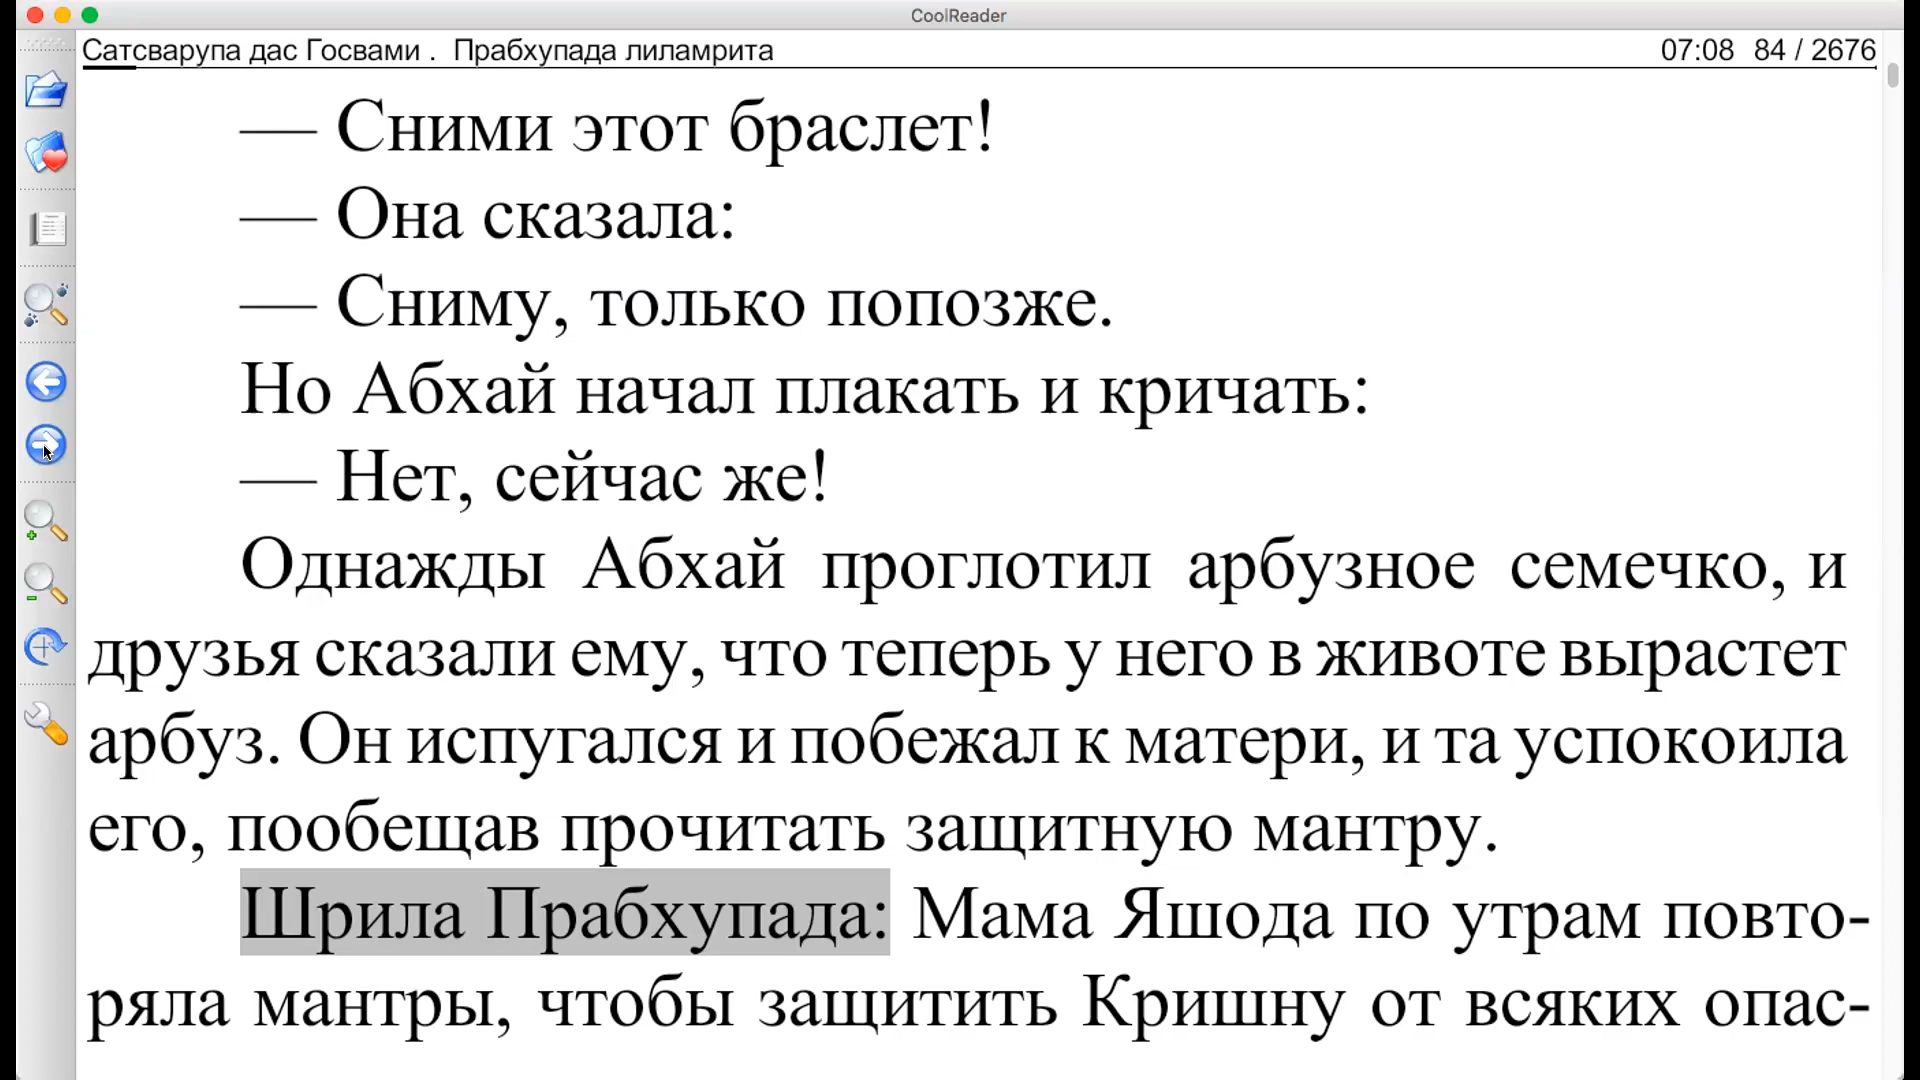 CoolReader
Сатсварупа дас Госвами .  Прабхупада лиламрита 07:08 84 / 2676
— Сними этот браслет!
— Она сказала:
— Сниму, только попозже.
Но Абхай начал плакать и кричать:
— Нет, сейчас же!
Однажды Абхай проглотил арбузное семечко, и
друзья сказали ему, что теперь у него в животе вырастет
арбуз. Он испугался и побежал к матери, и та успокоила
его, пообещав прочитать защитную мантру.
Шрила Прабхупада: Мама Яшода по утрам повто-
ряла мантры, чтобы защитить Кришну от всяких опас-